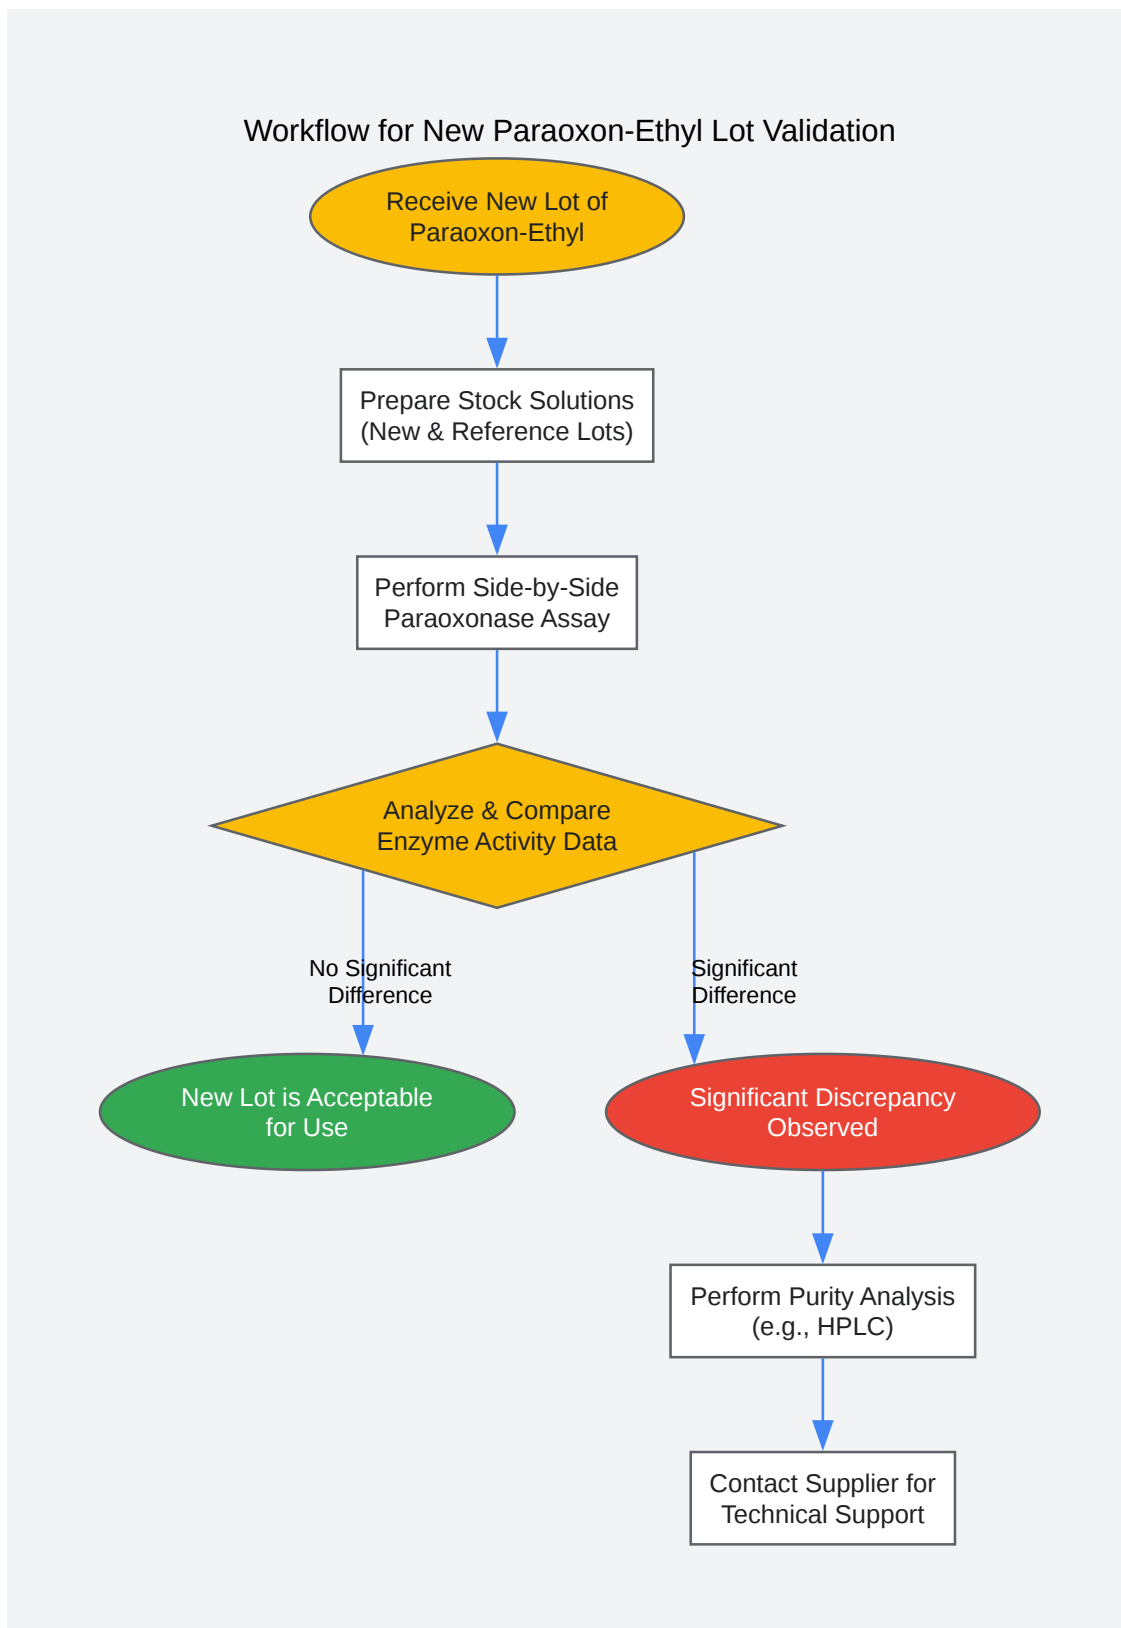 Workflow for New Paraoxon-Ethyl Lot Validation
Receive New Lot of
Paraoxon-Ethyl
Prepare Stock Solutions
(New & Reference Lots)
Perform Side-by-Side
Paraoxonase Assay
Analyze & Compare
Enzyme Activity Data
No Significant
Difference
Significant
Difference
New Lot is Acceptable
for Use
Significant Discrepancy
Observed
Perform Purity Analysis
(e.g., HPLC)
Contact Supplier for
Technical Support